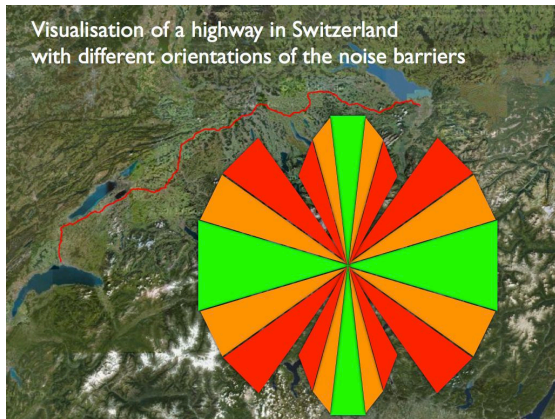 Visualisation of a highway in Switzerland
with different orientations of the noise barriers